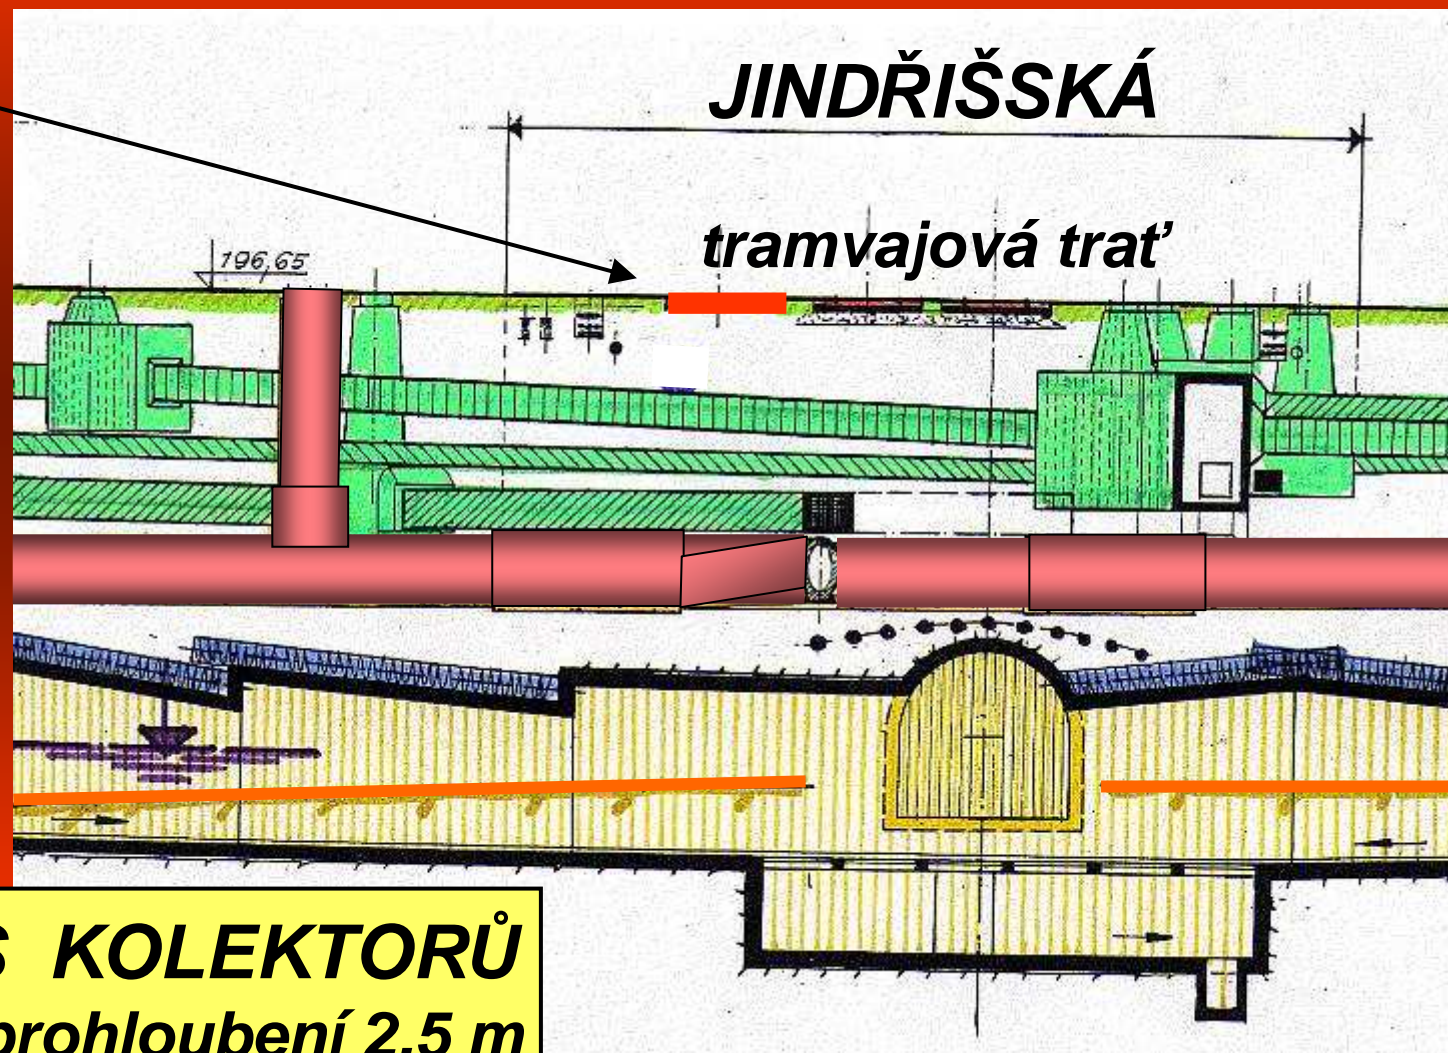 JINDŘIŠSKÁ
tramvajová trať
196,65
S KOLEKTORŮ
prohloubení 2,5 m